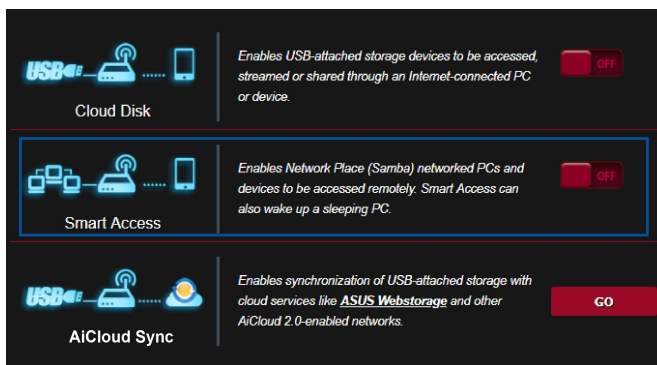 USB
Cloud Disk
Enables USB-attached storage devices to be accessed,
streamed or shared through an Internet-connected PC
or device.
OFF
Smart Access
Enables Network Place (Samba) networked PCs and
devices to be accessed remotely. Smart Access can
also wake up a sleeping PC.
OFF
USB
AiCloud Sync
Enables synchronization of USB-attached storage with
cloud services like ASUS Webstorage and other
AiCloud 2.0-enabled networks.
GO